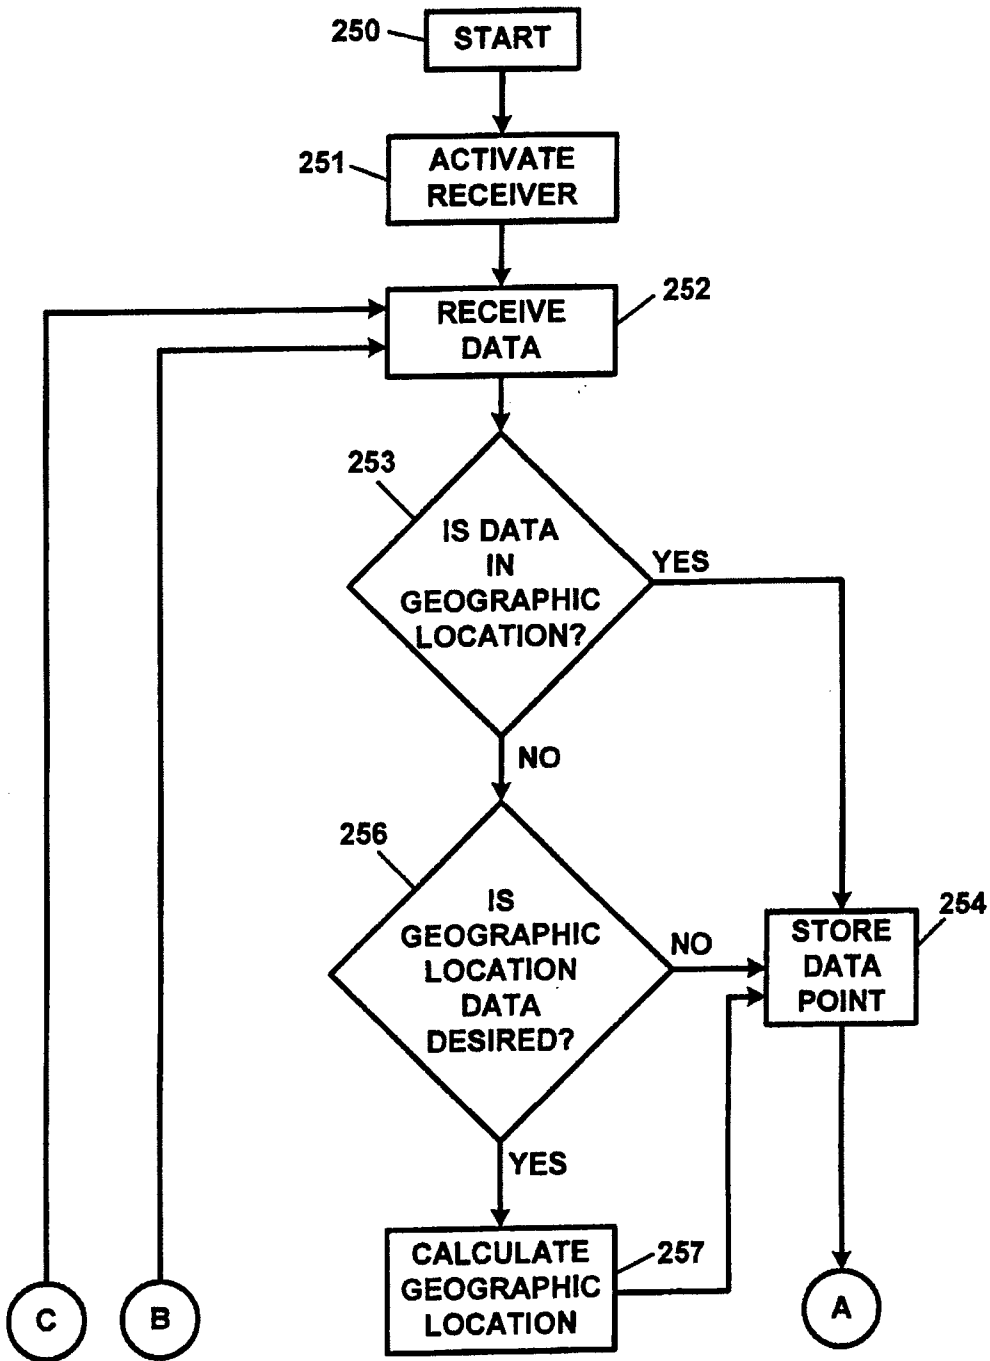 250
START
251
ACTIVATE
RECEIVER
252
RECEIVE
DATA
253
IS DATA
IN
GEOGRAPHIC
LOCATION?
YES
NO
256
IS
GEOGRAPHIC
LOCATION
DATA
DESIRED?
NO
254
STORE
DATA
POINT
YES
257
CALCULATE
GEOGRAPHIC
LOCATION
C
B
A